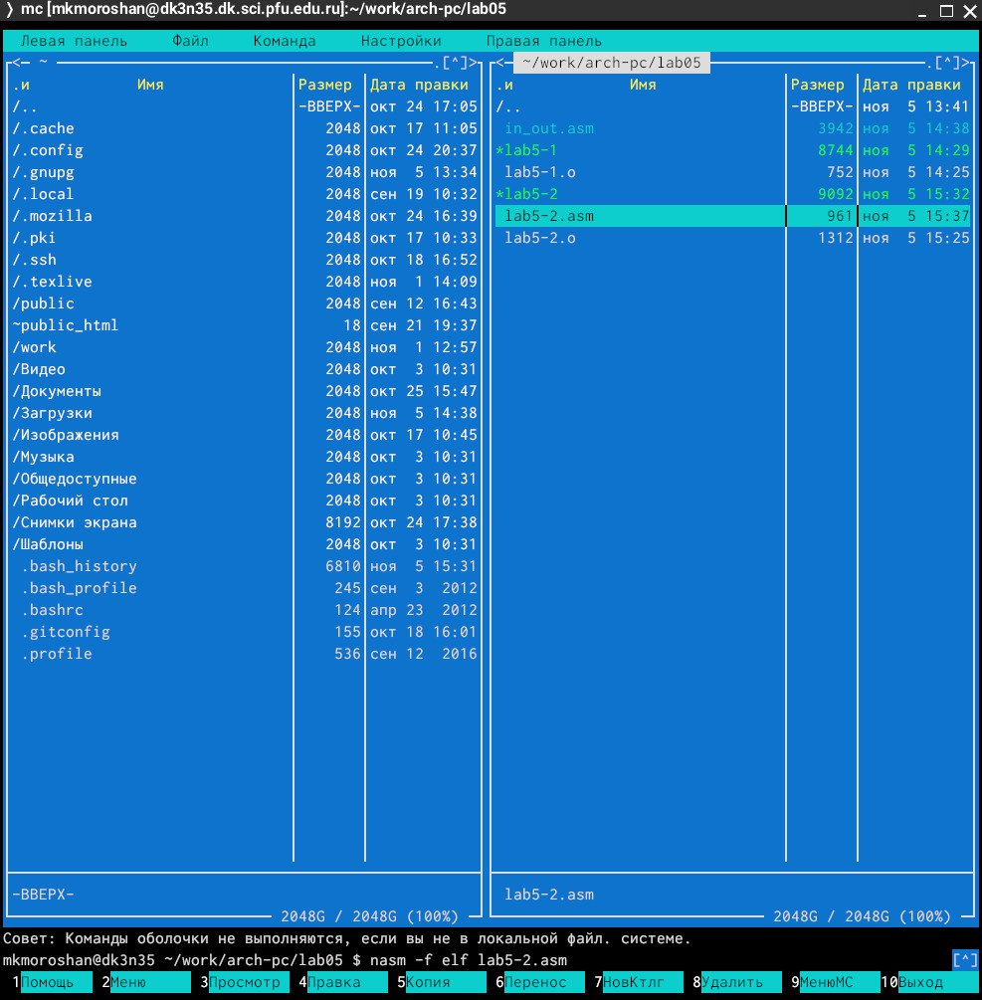 ❭ mc [mkmoroshan@dk3n35.dk.sci.pfu.edu.ru]:~/work/arch-pc/lab05
Левая панель Файл Команда Настройки Правая панель
<- ~ .[^]>
.и Имя Размер Дата правки
/.. -ВВЕРХ- окт 24 17:05
/.cache 2048 окт 17 11:05
/.config 2048 окт 24 20:37
/.gnupg 2048 ноя 5 13:34
/.local 2048 сен 19 10:32
/.mozilla 2048 окт 24 16:39
/.pki 2048 окт 17 10:33
/.ssh 2048 окт 18 16:52
/.texlive 2048 ноя 1 14:09
/public 2048 сен 12 16:43
~public_html 18 сен 21 19:37
/work 2048 ноя 1 12:57
/Видео 2048 окт 3 10:31
/Документы 2048 окт 25 15:47
/Загрузки 2048 ноя 5 14:38
/Изображения 2048 окт 17 10:45
/Музыка 2048 окт 3 10:31
/Общедоступные 2048 окт 3 10:31
/Рабочий стол 2048 окт 3 10:31
/Снимки экрана 8192 окт 24 17:38
/Шаблоны 2048 окт 3 10:31
.bash_history 6810 ноя 5 15:31
.bash_profile 245 сен 3 2012
.bashrc 124 апр 23 2012
.gitconfig 155 окт 18 16:01
.profile 536 сен 12 2016
-ВВЕРХ-
2048G / 2048G (100%)
<- ~/work/arch-pc/lab05 .[^]>
.и Имя Размер Дата правки
/.. -ВВЕРХ- ноя 5 13:41
in_out.asm 3942 ноя 5 14:38
*lab5-1 8744 ноя 5 14:29
lab5-1.o 752 ноя 5 14:25
*lab5-2 9092 ноя 5 15:32
lab5-2.asm 961 ноя 5 15:37
lab5-2.o 1312 ноя 5 15:25
lab5-2.asm
2048G / 2048G (100%)
Совет: Команды оболочки не выполняются, если вы не в локальной файл. системе.
mkmoroshan@dk3n35 ~/work/arch-pc/lab05 $ nasm -f elf lab5-2.asm [^]
1Помощь 2Меню 3Просмотр 4Правка 5Копия 6Перенос 7НовКтлг 8Удалить 9МенюМС 10Выход